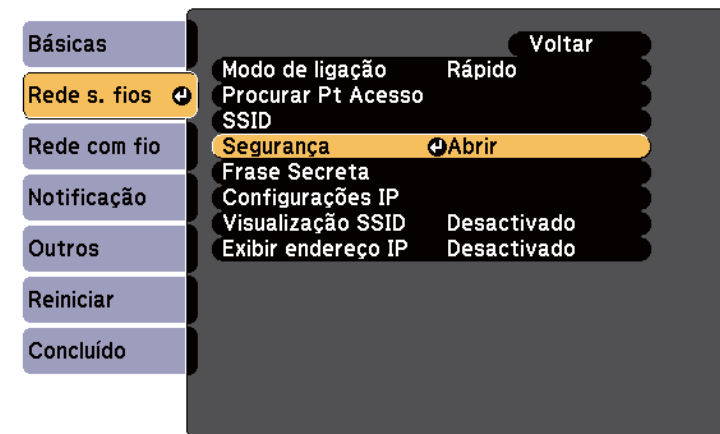 Básicas
Rede s. fios
Rede com fio
Notificação
Outros
Reiniciar
Concluído
Voltar
Modo de ligação Rápido
Procurar Pt Acesso
SSID
Segurança Abrir
Frase Secreta
Configurações IP
Visualização SSID Desactivado
Exibir endereço IP Desactivado